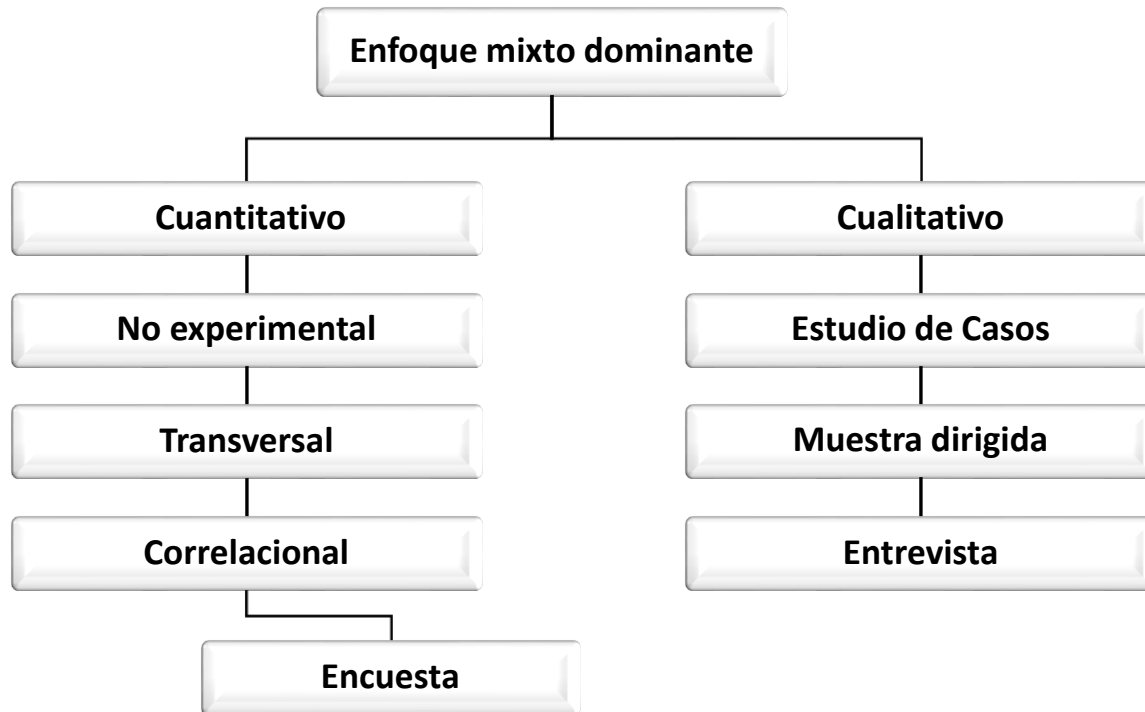 Enfoque mixto dominante
Cuantitativo
No experimental
Transversal
Correlacional
Encuesta
Cualitativo
Estudio de Casos
Muestra dirigida
Entrevista